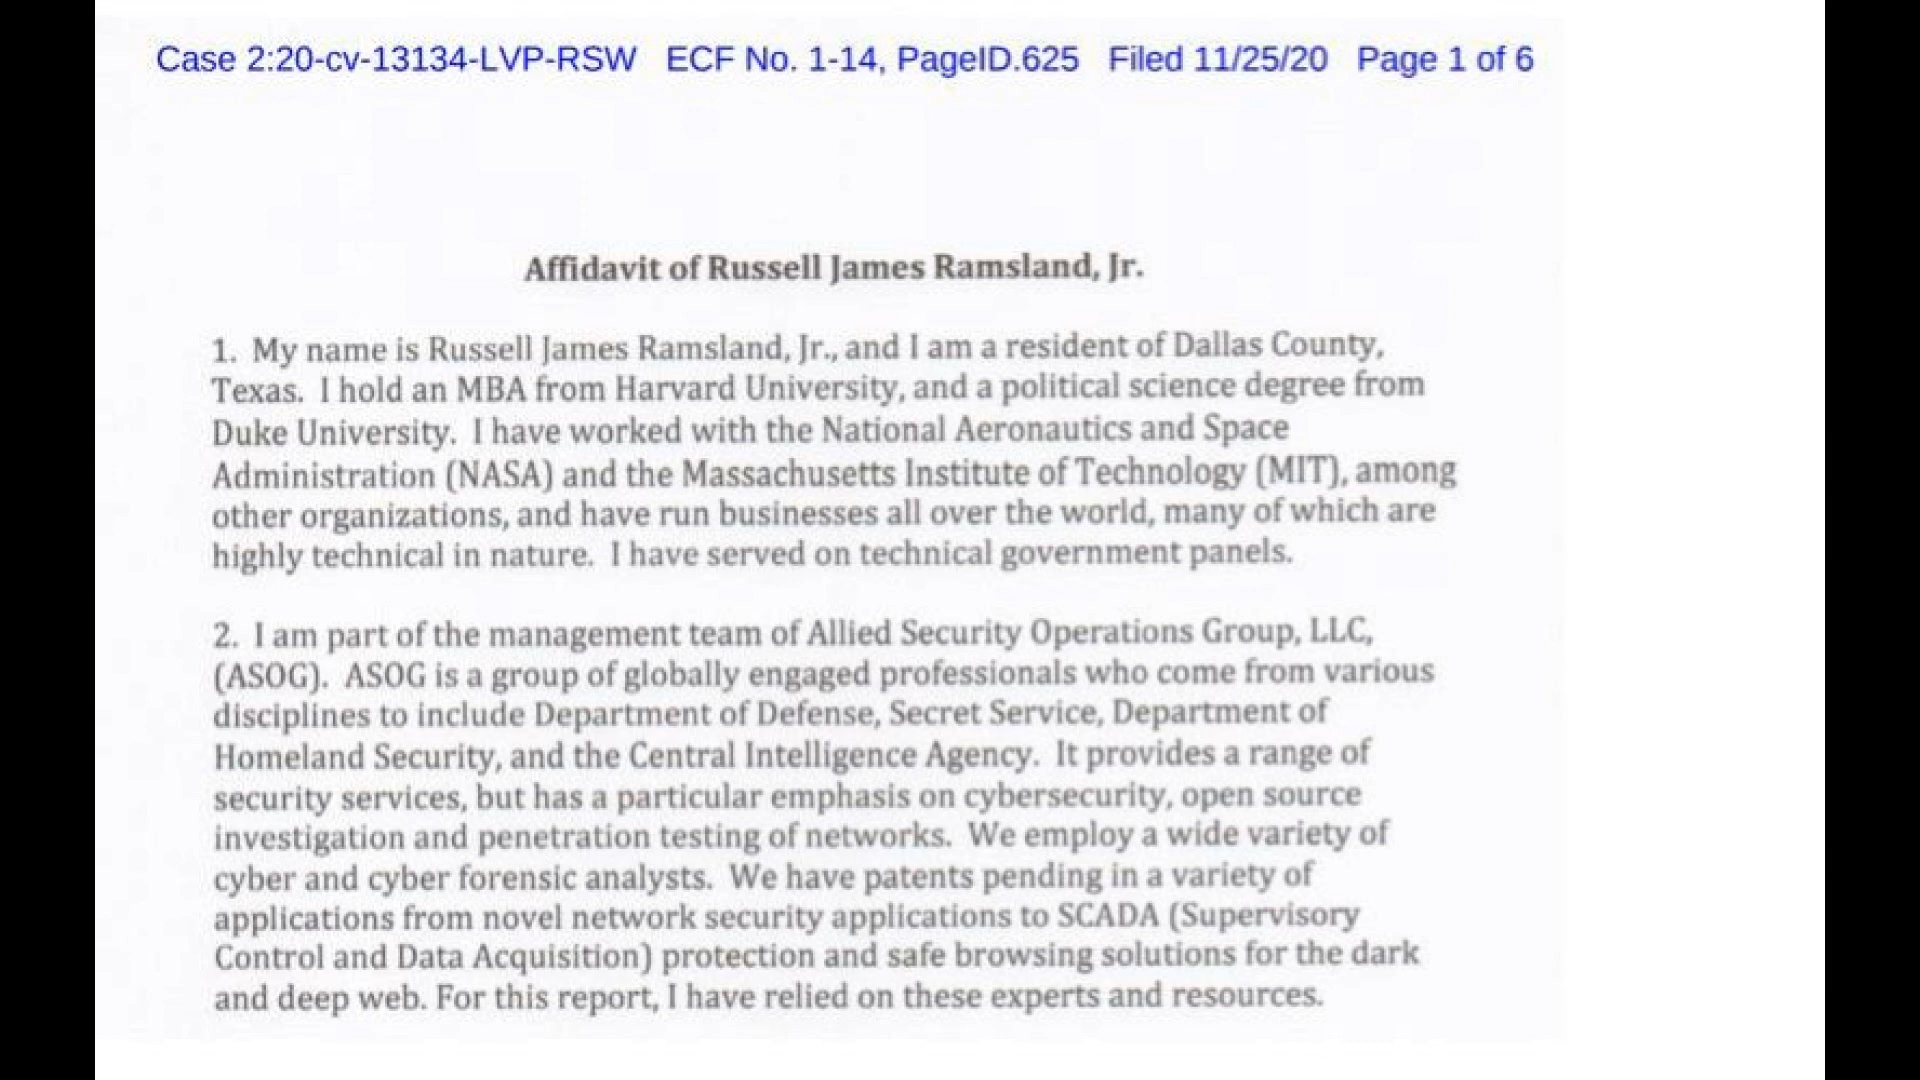 Case 2:20-cv-13134-LVP-RSW ECF No. 1-14, PageID.625 Filed 11/25/20 Page 1 of 6
Affidavit of Russell James Ramsland, Jr.
1. My name is Russell James Ramsland, Jr., and I am a resident of Dallas County,
Texas. I hold an MBA from Harvard University, and a political science degree from
Duke University. I have worked with the National Aeronautics and Space
Administration (NASA) and the Massachusetts Institute of Technology (MIT), among
other organizations, and have run businesses all over the world, many of which are
highly technical in nature. I have served on technical government panels.
2. I am part of the management team of Allied Security Operations Group, LLC,
(ASOG). ASOG is a group of globally engaged professionals who come from various
disciplines to include Department of Defense, Secret Service, Department of
Homeland Security, and the Central Intelligence Agency. It provides a range of
security services, but has a particular emphasis on cybersecurity, open source
investigation and penetration testing of networks. We employ a wide variety of
cyber and cyber forensic analysts. We have patents pending in a variety of
applications from novel network security applications to SCADA (Supervisory
Control and Data Acquisition) protection and safe browsing solutions for the dark
and deep web. For this report, I have relied on these experts and resources.